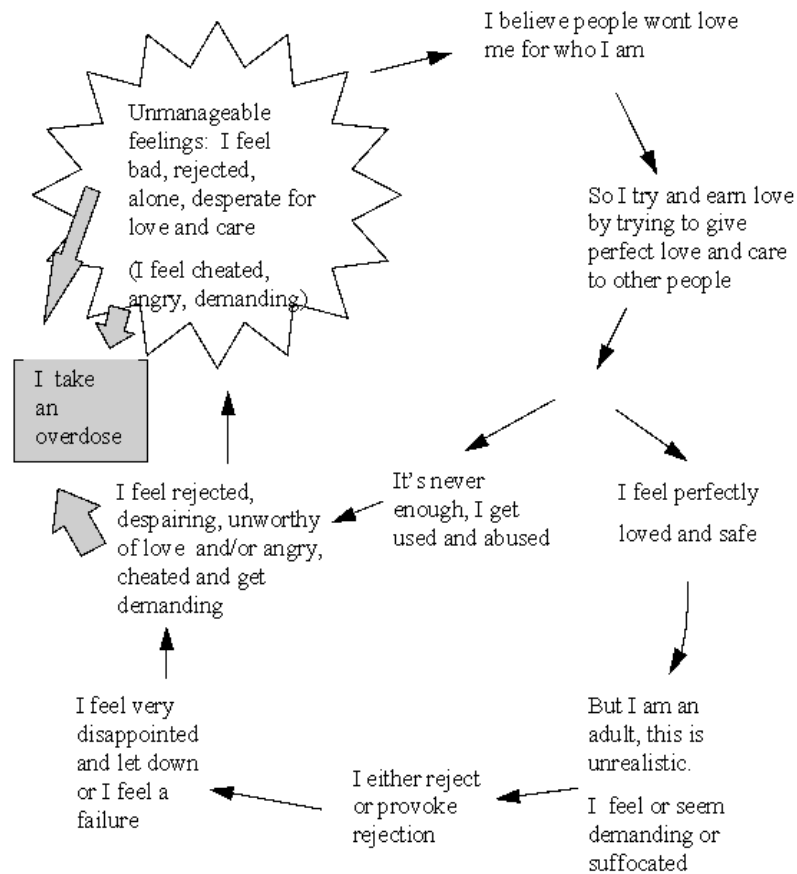 I believe people wont love
me for who I am
Unmanageable
feelings: I feel
bad, rejected,
alone, desperate for
love and care
(I feel cheated,
angry, demanding)
So I try and earn love
by trying to give
perfect love and care
to other people
I take
an
overdose
I feel rejected,
despairing, unworthy
of love and/or angry,
cheated and get
demanding
It's never
enough, I get
used and abused
I feel perfectly
loved and safe
But I am an
adult, this is
unrealistic.
I feel or seem
demanding or
suffocated
I either reject
or provoke
rejection
I feel very
disappointed
and let down
or I feel a
failure